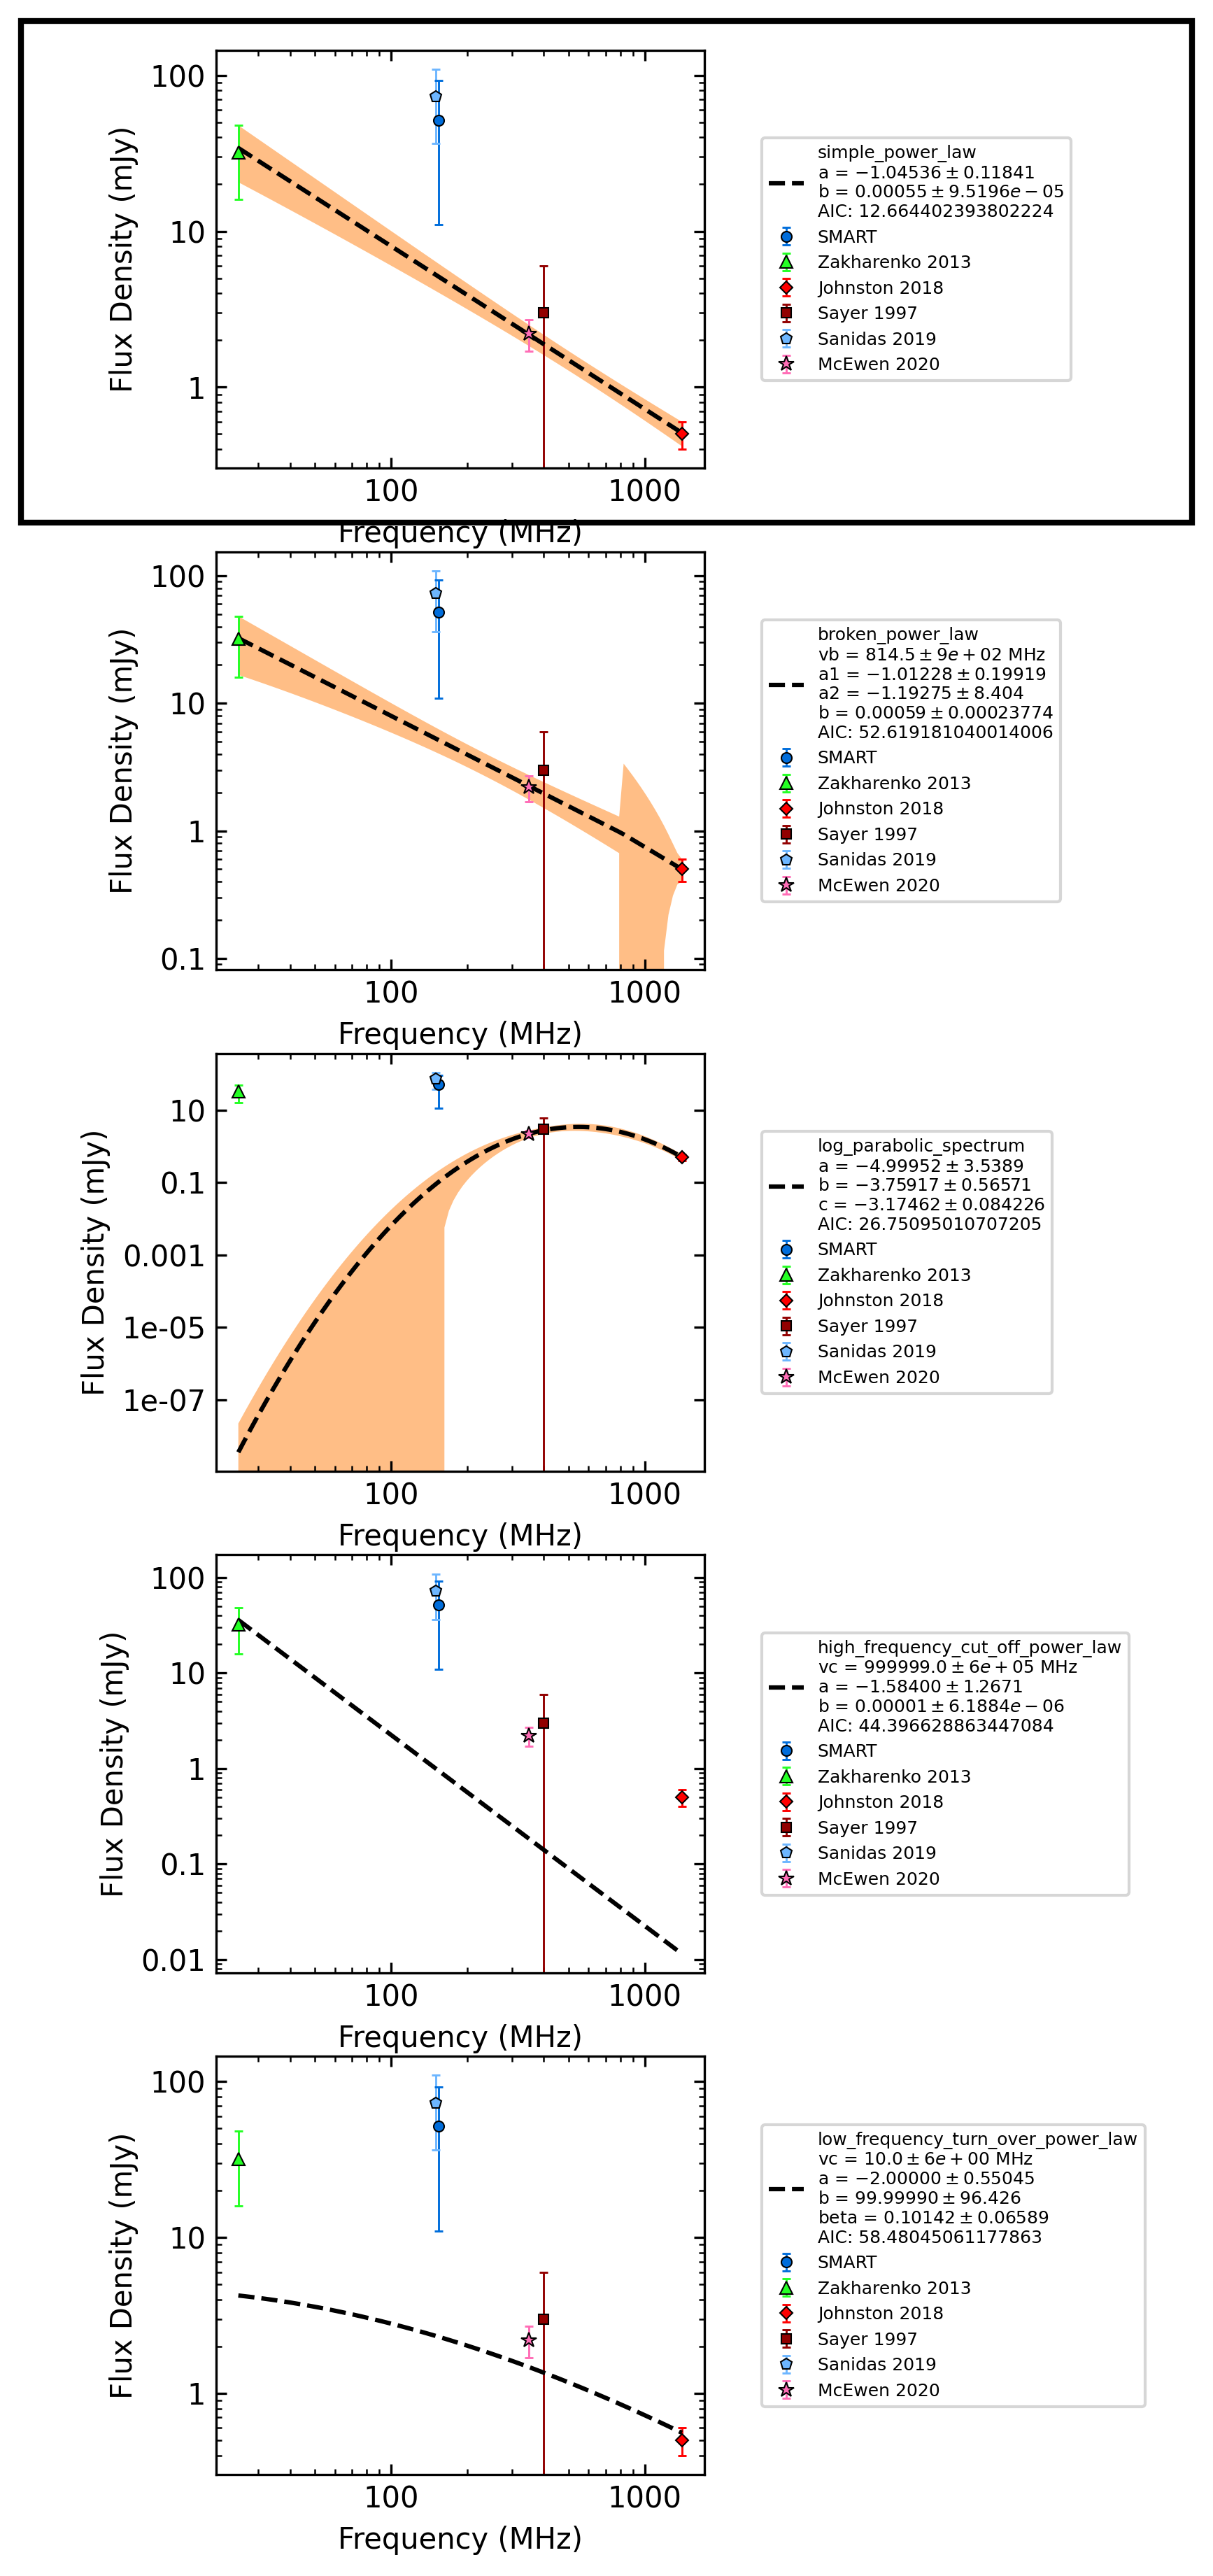 100
10
1
Flux Density (mJy)
100 1000
Frequency (MHz)
simple_power_law
a = −1.04536 ± 0.11841
b = 0.00055 ± 9.5196e − 05
AIC: 12.664402393802224
SMART
Zakharenko 2013
Johnston 2018
Sayer 1997
Sanidas 2019
McEwen 2020
100
10
1
0.1
Flux Density (mJy)
100 1000
Frequency (MHz)
broken_power_law
vb = 814.5 ± 9e + 02 MHz
a1 = −1.01228 ± 0.19919
a2 = −1.19275 ± 8.404
b = 0.00059 ± 0.00023774
AIC: 52.619181040014006
SMART
Zakharenko 2013
Johnston 2018
Sayer 1997
Sanidas 2019
McEwen 2020
10
0.1
0.001
1e-05
1e-07
Flux Density (mJy)
100 1000
Frequency (MHz)
log_parabolic_spectrum
a = −4.99952 ± 3.5389
b = −3.75917 ± 0.56571
c = −3.17462 ± 0.084226
AIC: 26.75095010707205
SMART
Zakharenko 2013
Johnston 2018
Sayer 1997
Sanidas 2019
McEwen 2020
100
10
1
0.1
0.01
Flux Density (mJy)
100 1000
Frequency (MHz)
high_frequency_cut_off_power_law
vc = 999999.0 ± 6e + 05 MHz
a = −1.58400 ± 1.2671
b = 0.00001 ± 6.1884e − 06
AIC: 44.396628863447084
SMART
Zakharenko 2013
Johnston 2018
Sayer 1997
Sanidas 2019
McEwen 2020
100
10
1
Flux Density (mJy)
100 1000
Frequency (MHz)
low_frequency_turn_over_power_law
vc = 10.0 ± 6e + 00 MHz
a = −2.00000 ± 0.55045
b = 99.99990 ± 96.426
beta = 0.10142 ± 0.06589
AIC: 58.48045061177863
SMART
Zakharenko 2013
Johnston 2018
Sayer 1997
Sanidas 2019
McEwen 2020